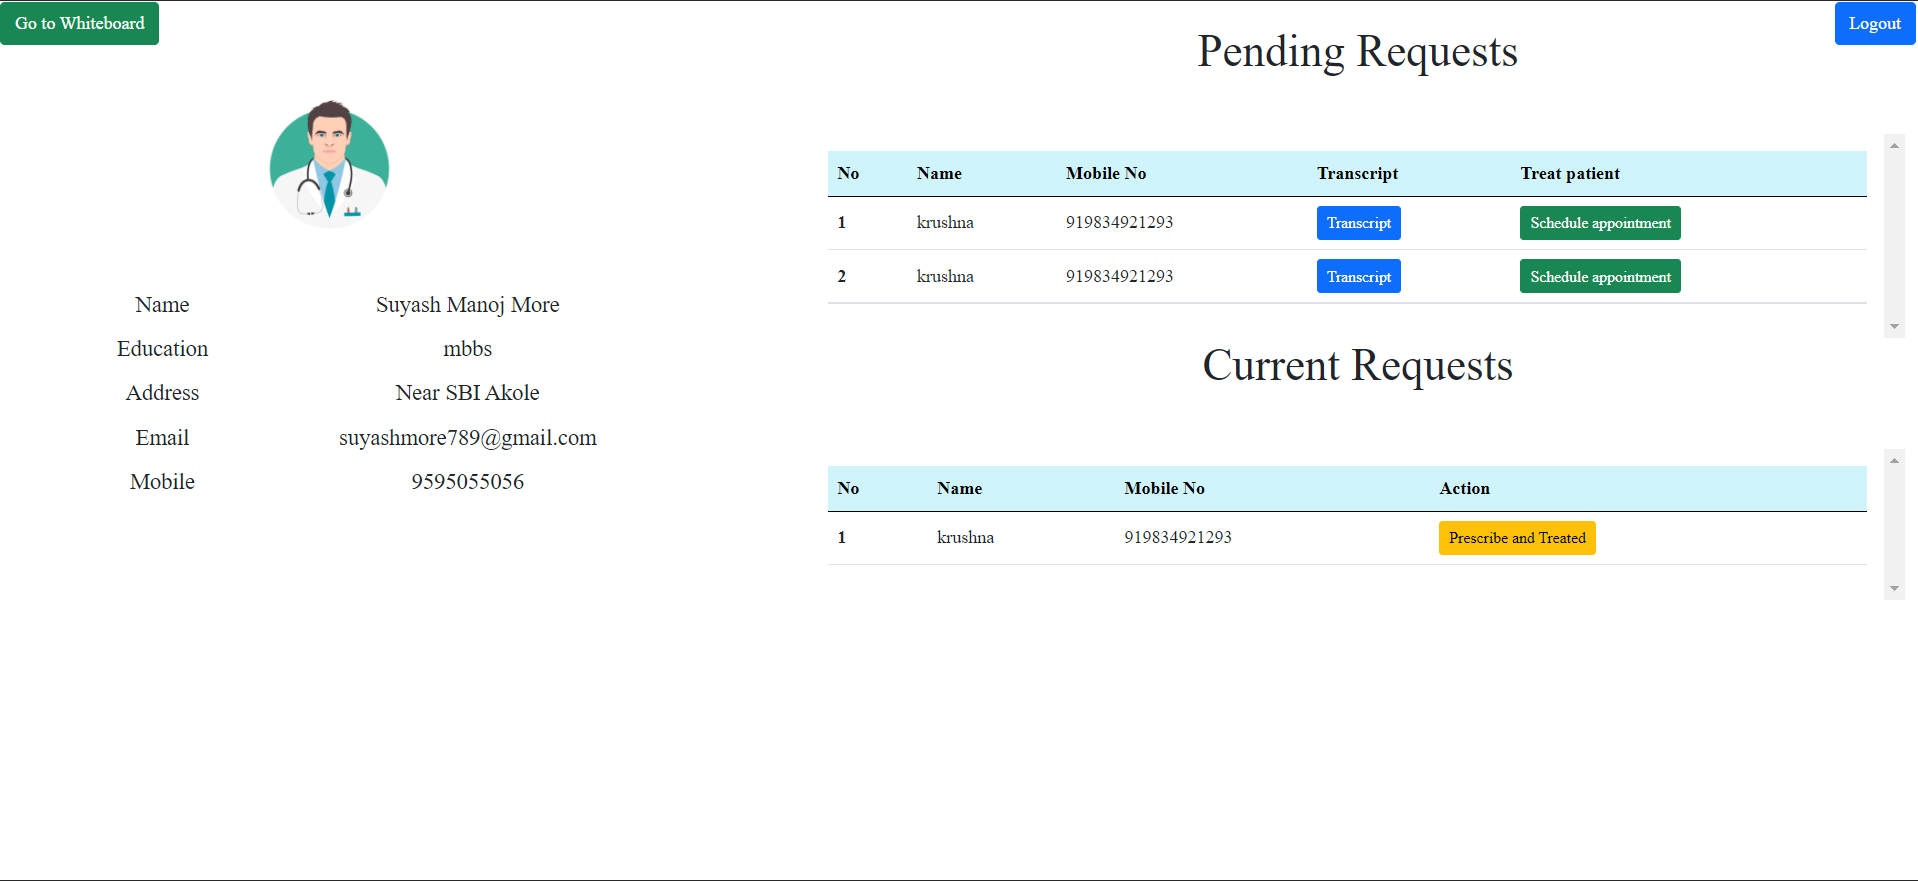 Go to Whiteboard
Logout
Name Suyash Manoj More
Education mbbs
Address Near SBI Akole
Email suyashmore789@gmail.com
Mobile 9595055056
Pending Requests
No Name Mobile No Transcript Treat patient
1 krushna 919834921293 Transcript Schedule appointment
2 krushna 919834921293 Transcript Schedule appointment
Current Requests
No Name Mobile No Action
1 krushna 919834921293 Prescribe and Treated